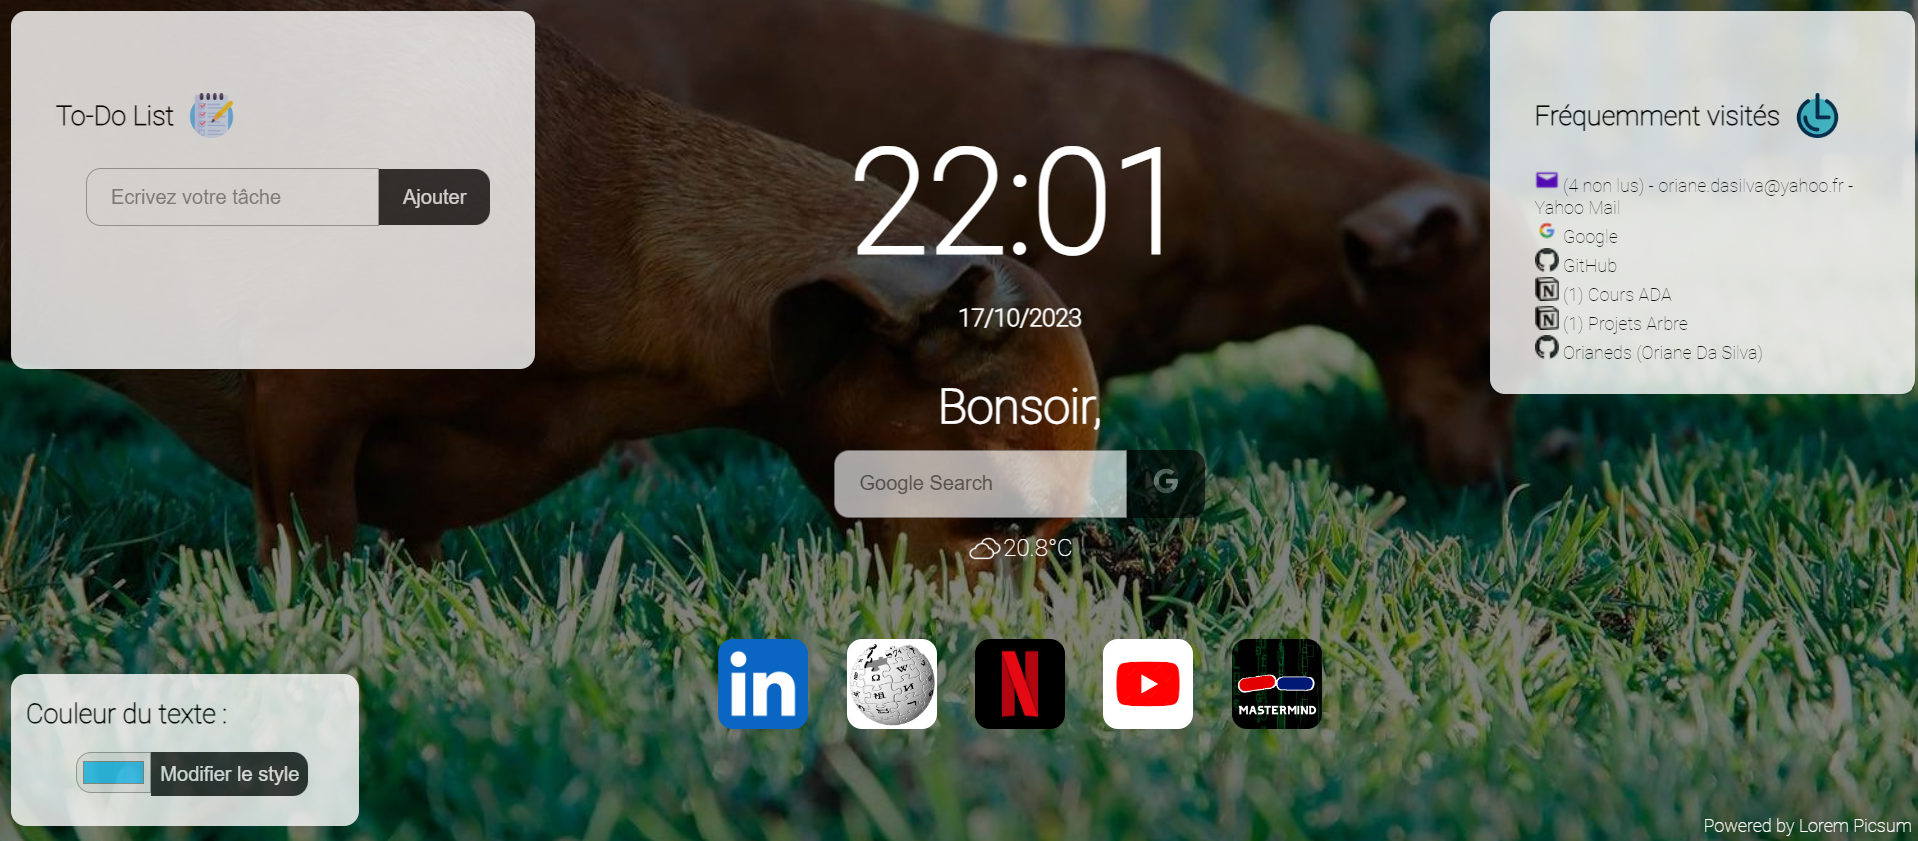 To-Do List
Ecrivez votre tâche
Ajouter
22:01
17/10/2023
Bonsoir,
Google Search
G
20.8°C
Fréquemment visités
(4 non lus) - oriane.dasilva@yahoo.fr -
Yahoo Mail
G Google
GitHub
N (1) Cours ADA
N (1) Projets Arbre
Orianeds (Oriane Da Silva)
in
Ω W И
N
MASTERMIND
Couleur du texte :
Modifier le style
Powered by Lorem Picsum